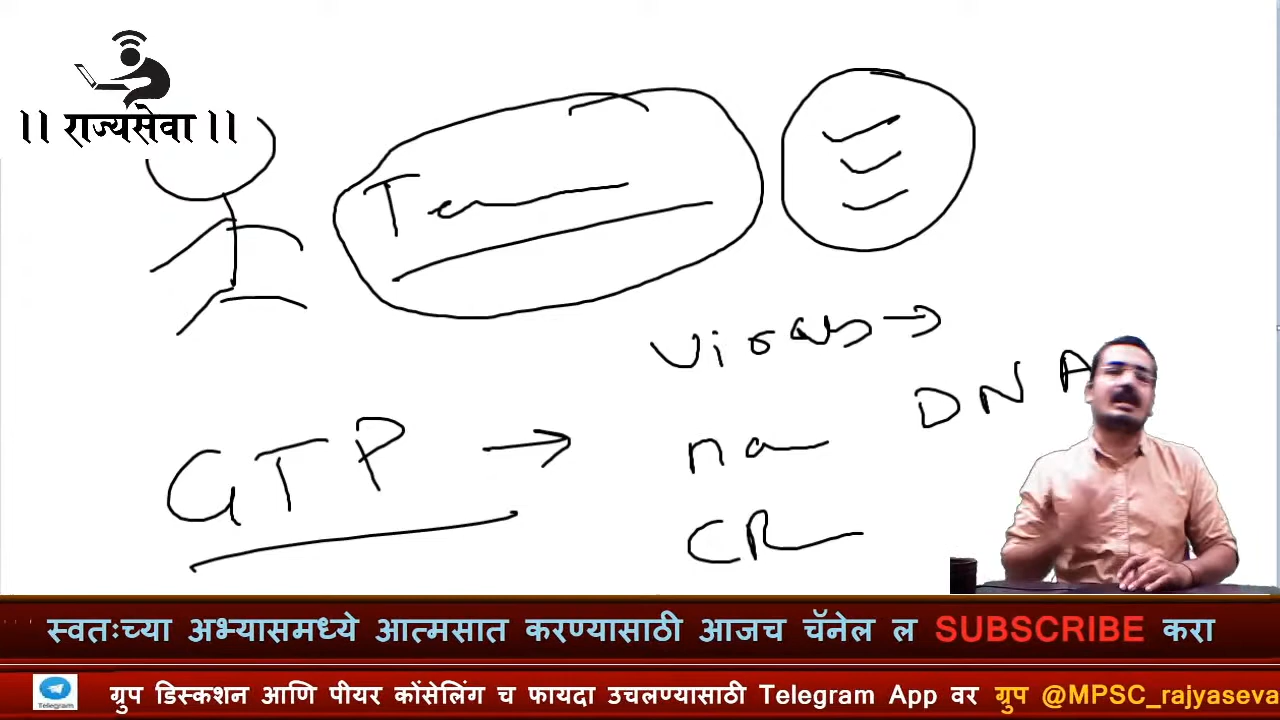 ।। राज्यसेवा ।।
Te
Virus →
DNA
GTP →
na
CR
स्वतःच्या अभ्यासमध्ये आत्मसात करण्यासाठी आजच चॅनेल ल SUBSCRIBE करा
Telegram
ग्रुप डिस्कशन आणि पीयर कोंसेलिंग च फायदा उचलण्यासाठी Telegram App वर ग्रुप @MPSC_rajyaseva